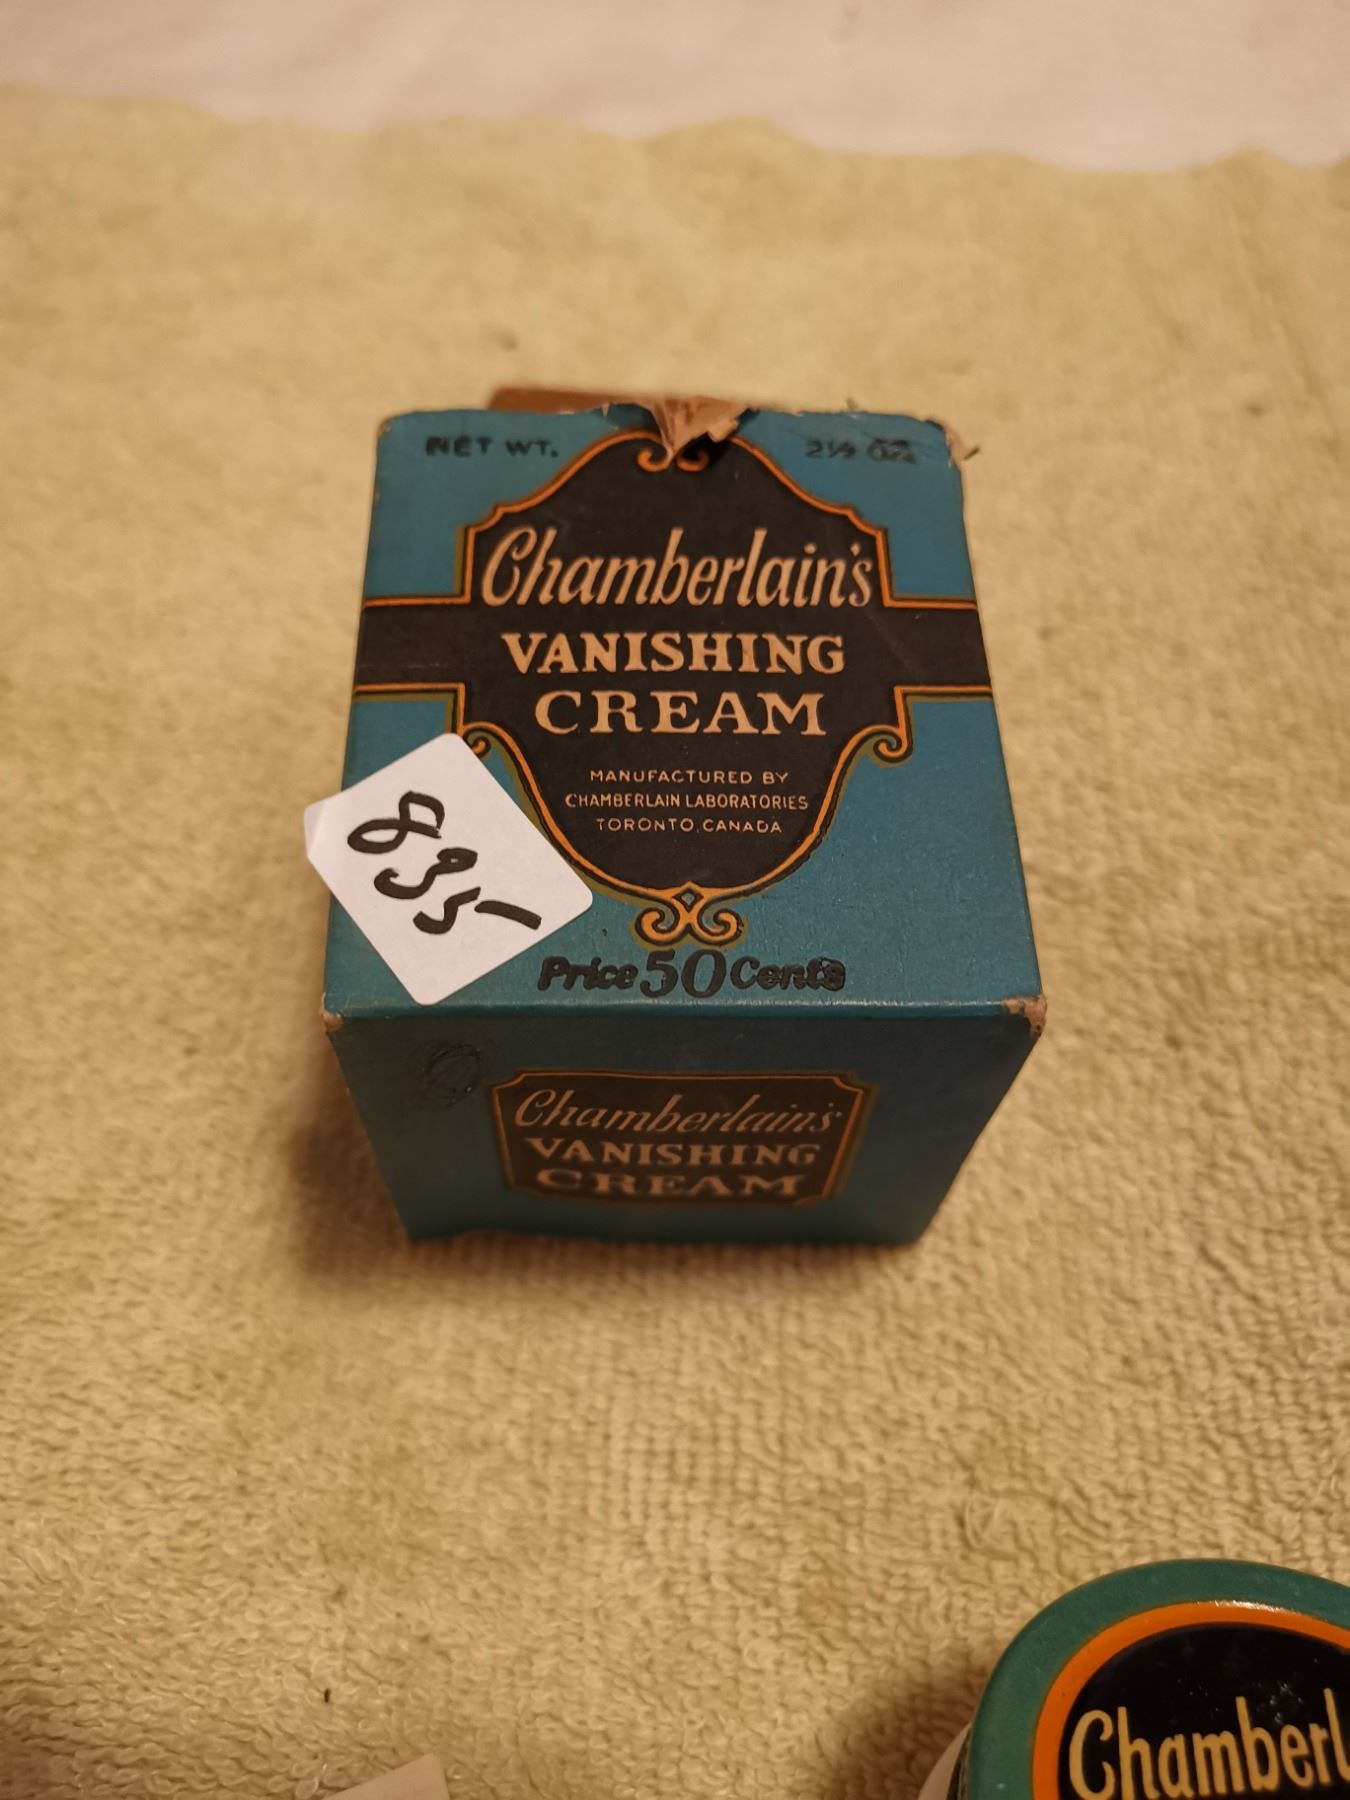 NET WT. 2½ OZS.
Chamberlain's
VANISHING
CREAM
MANUFACTURED BY
CHAMBERLAIN LABORATORIES
TORONTO, CANADA
835
Price 50 Cents
Chamberlain's
VANISHING
CREAM
Chamberl